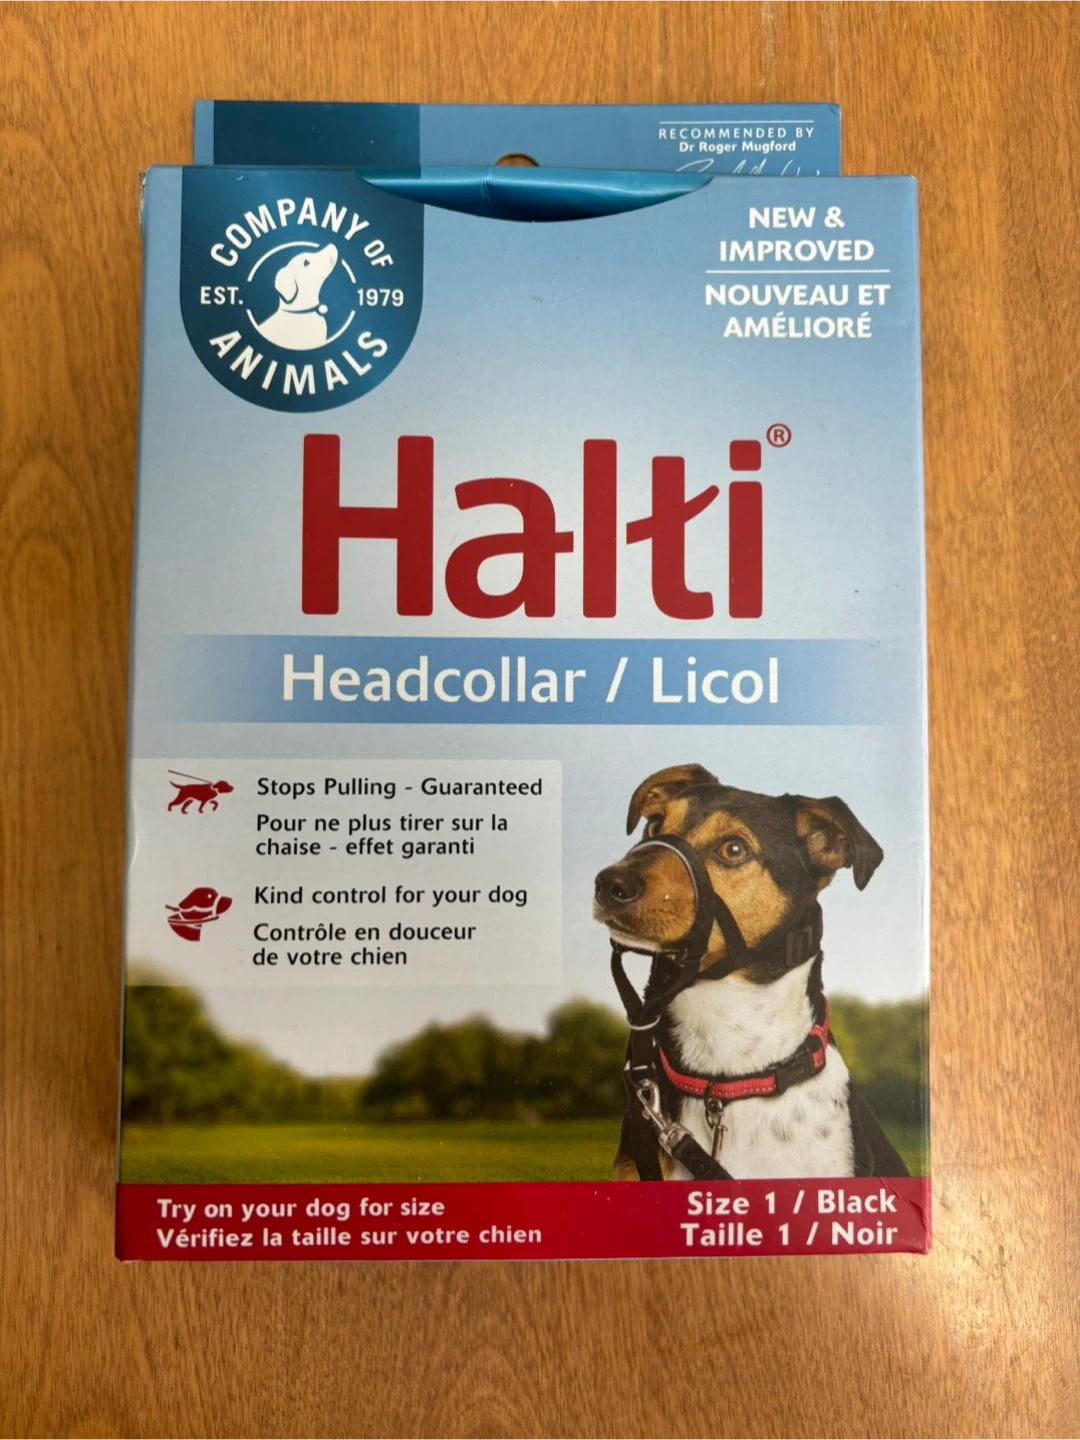 RECOMMENDED BY
Dr Roger Mugford
COMPANY OF
EST. 1979
ANIMALS
NEW &
IMPROVED
NOUVEAU ET
AMÉLIORÉ
Halti®
Headcollar / Licol
Stops Pulling - Guaranteed
Pour ne plus tirer sur la
chaise - effet garanti
Kind control for your dog
Contrôle en douceur
de votre chien
Try on your dog for size
Vérifiez la taille sur votre chien
Size 1 / Black
Taille 1 / Noir